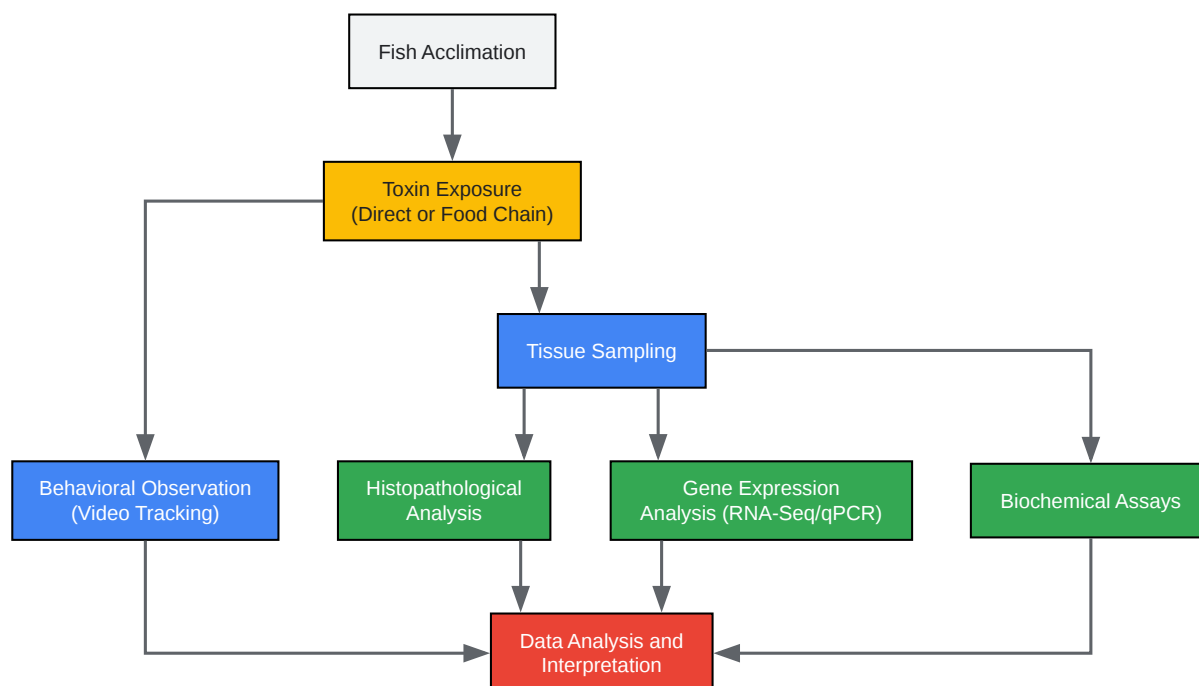 Fish Acclimation
Toxin Exposure
(Direct or Food Chain)
Tissue Sampling
Behavioral Observation
(Video Tracking)
Histopathological
Analysis
Gene Expression
Analysis (RNA-Seq/qPCR)
Biochemical Assays
Data Analysis and
Interpretation